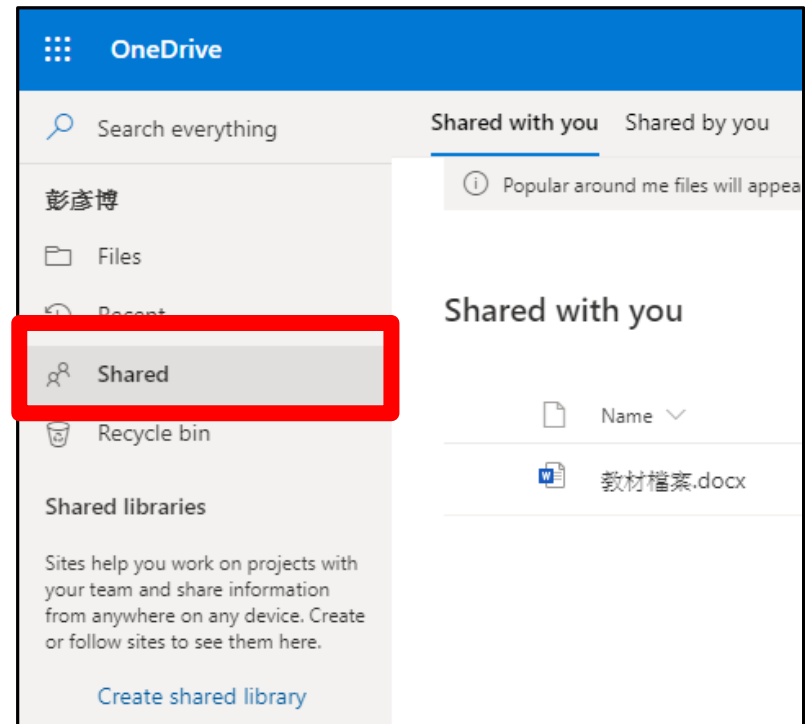 OneDrive
Search everything
彭彥博
Files
Recent
Shared
Recycle bin
Shared libraries
Sites help you work on projects with
your team and share information
from anywhere on any device. Create
or follow sites to see them here.
Create shared library
Shared with you Shared by you
Popular around me files will appea
Shared with you
Name
教材檔案.docx